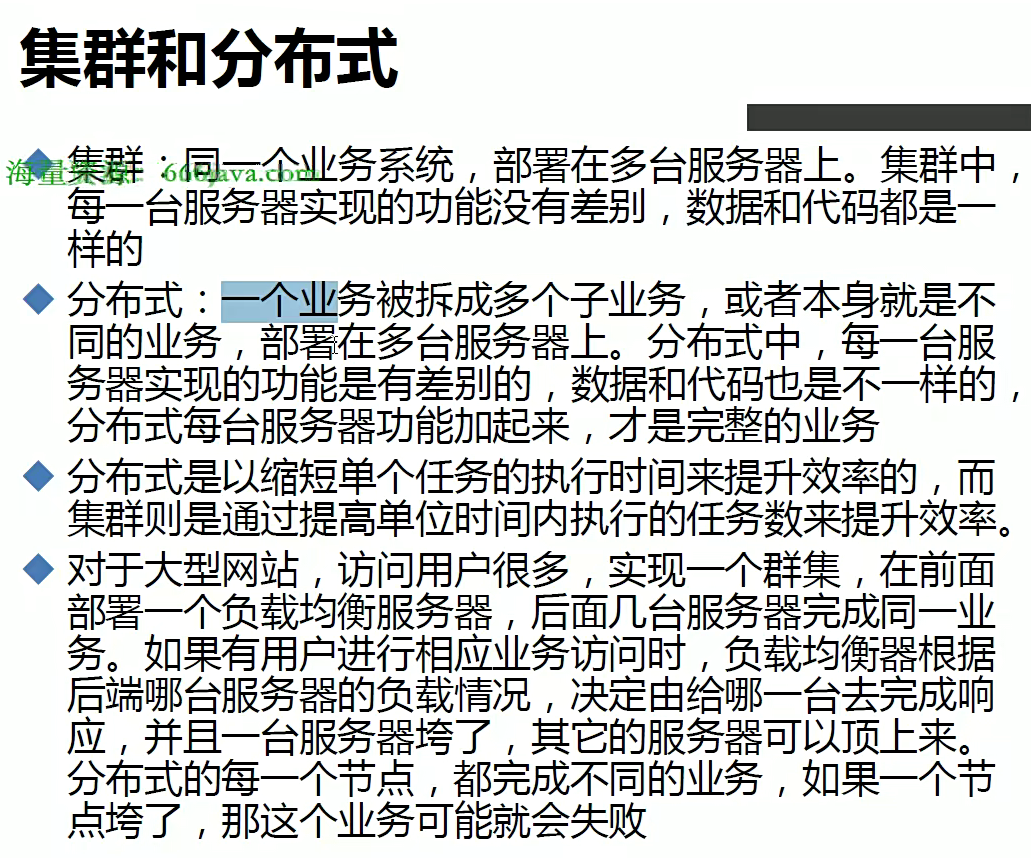 集群和分布式
海量资源：666java.com
集群：同一个业务系统，部署在多台服务器上。集群中，
每一台服务器实现的功能没有差别，数据和代码都是一
样的
分布式：一个业务被拆成多个子业务，或者本身就是不
同的业务，部署在多台服务器上。分布式中，每一台服
务器实现的功能是有差别的，数据和代码也是不一样的，
分布式每台服务器功能加起来，才是完整的业务
分布式是以缩短单个任务的执行时间来提升效率的，而
集群则是通过提高单位时间内执行的任务数来提升效率。
对于大型网站，访问用户很多，实现一个群集，在前面
部署一个负载均衡服务器，后面几台服务器完成同一业
务。如果有用户进行相应业务访问时，负载均衡器根据
后端哪台服务器的负载情况，决定由给哪一台去完成响
应，并且一台服务器垮了，其它的服务器可以顶上来。
分布式的每一个节点，都完成不同的业务，如果一个节
点垮了，那这个业务可能就会失败